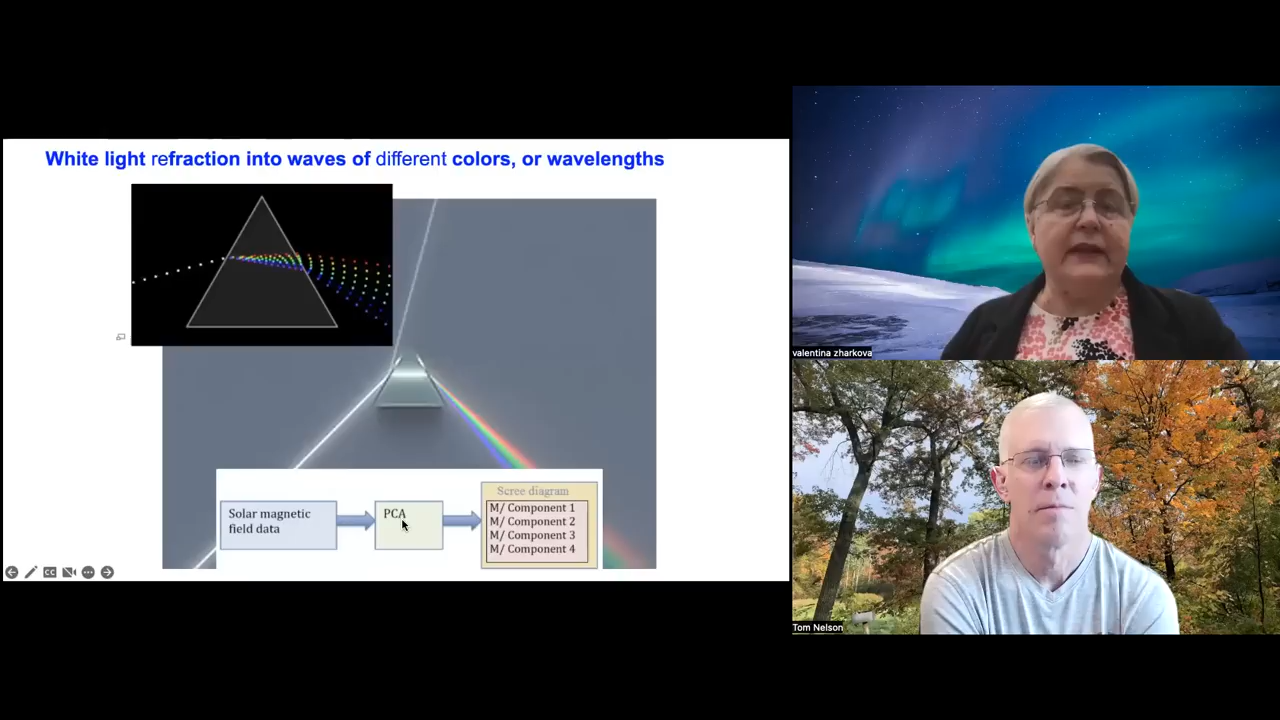 White light refraction into waves of different colors, or wavelengths
Solar magnetic
field data
PCA
Scree diagram
M/ Component 1
M/ Component 2
M/ Component 3
M/ Component 4
CC
valentina zharkova
Tom Nelson